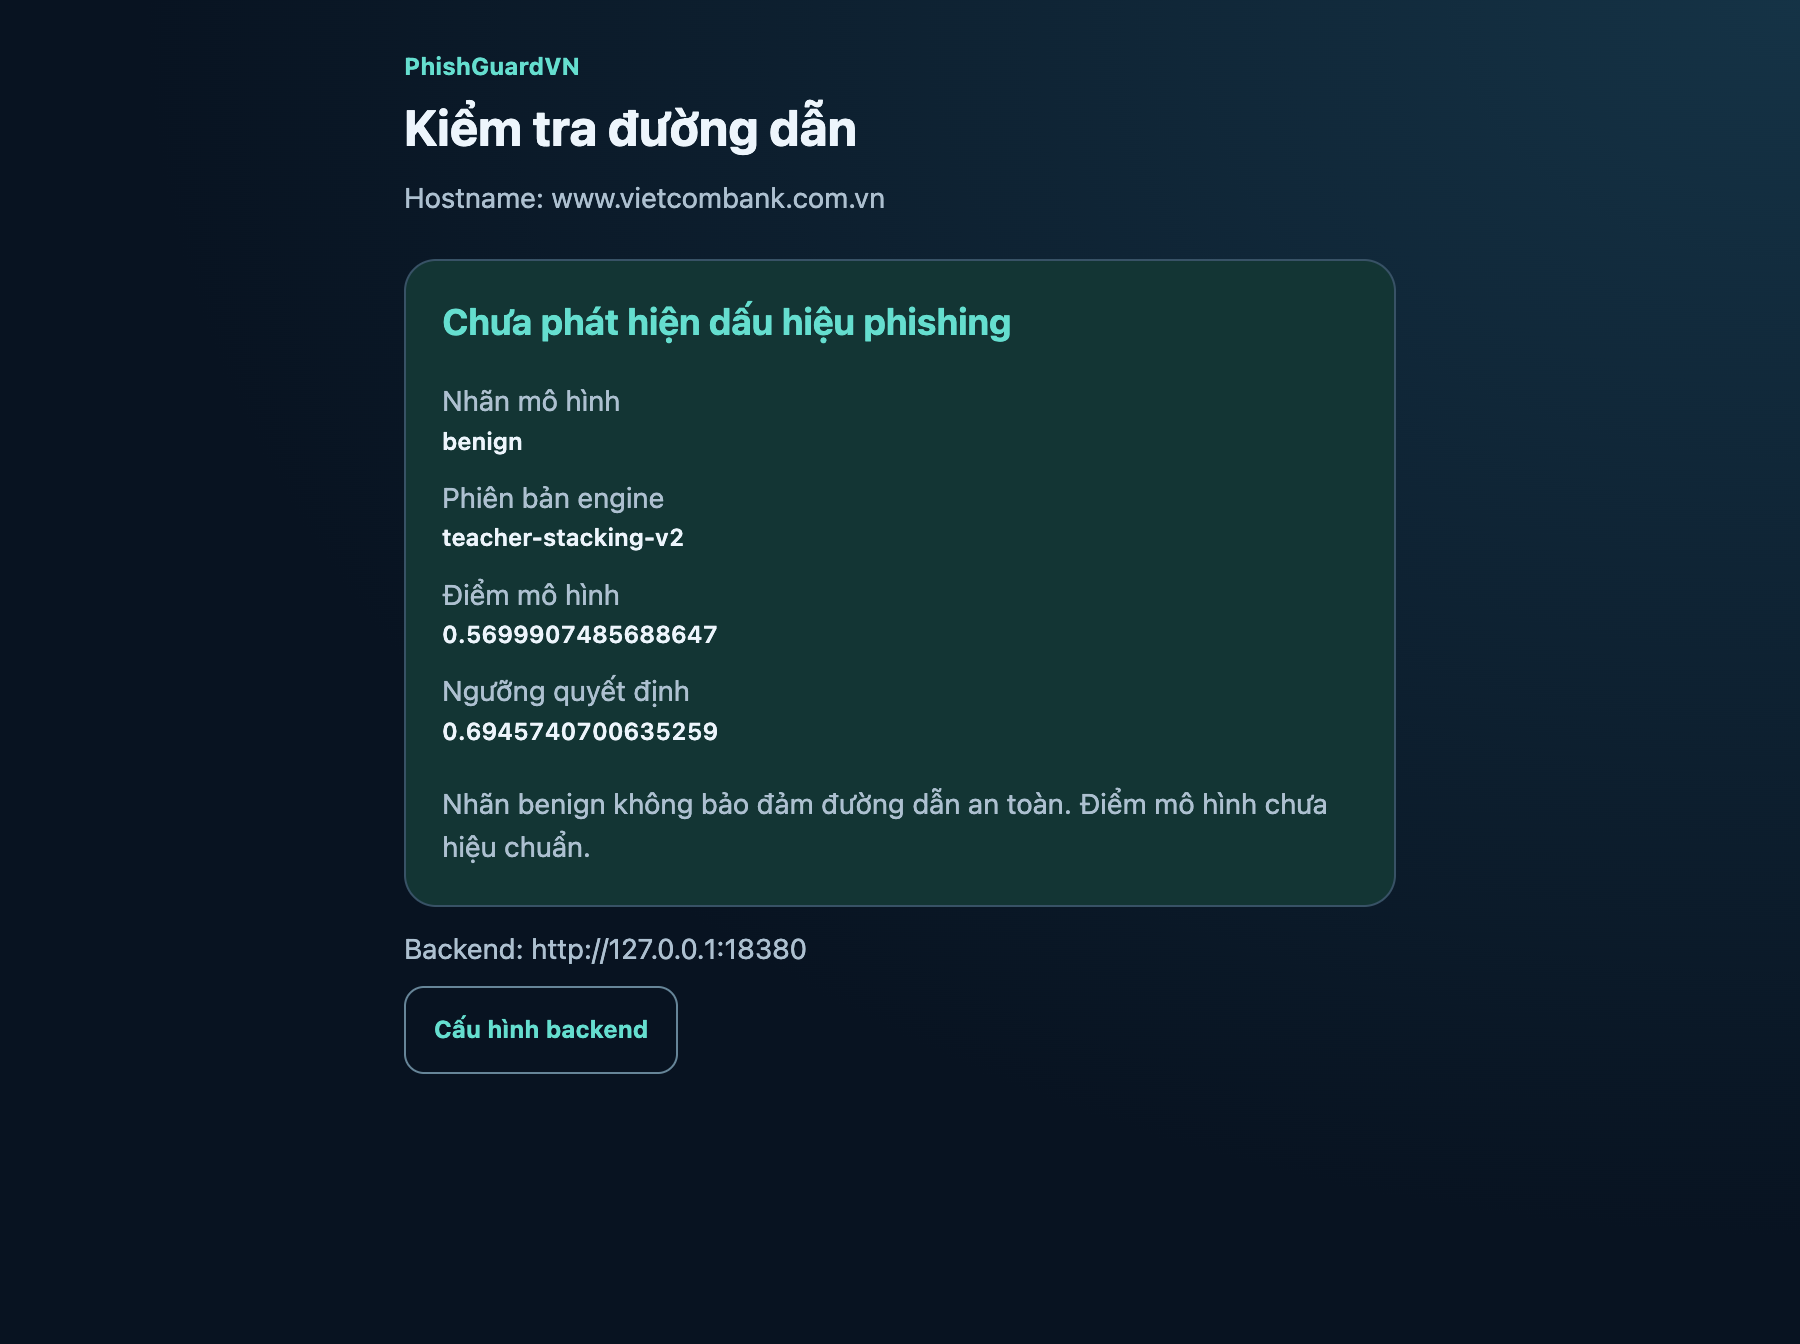 PhishGuardVN
Kiểm tra đường dẫn
Hostname: www.vietcombank.com.vn
Chưa phát hiện dấu hiệu phishing
Nhãn mô hình
benign
Phiên bản engine
teacher-stacking-v2
Điểm mô hình
0.5699907485688647
Ngưỡng quyết định
0.6945740700635259
Nhãn benign không bảo đảm đường dẫn an toàn. Điểm mô hình chưa
hiệu chuẩn.
Backend: http://127.0.0.1:18380
Cấu hình backend